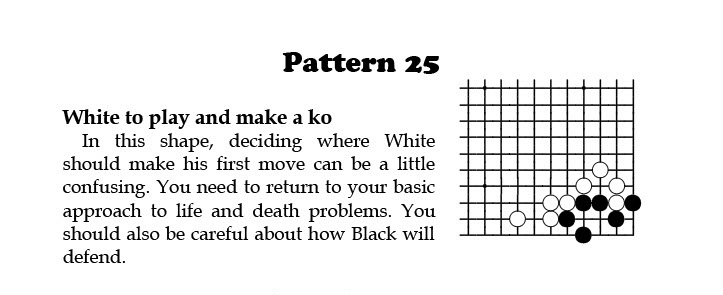 Pattern 25
White to play and make a ko
In this shape, deciding where White
should make his first move can be a little
confusing. You need to return to your basic
approach to life and death problems. You
should also be careful about how Black will
defend.